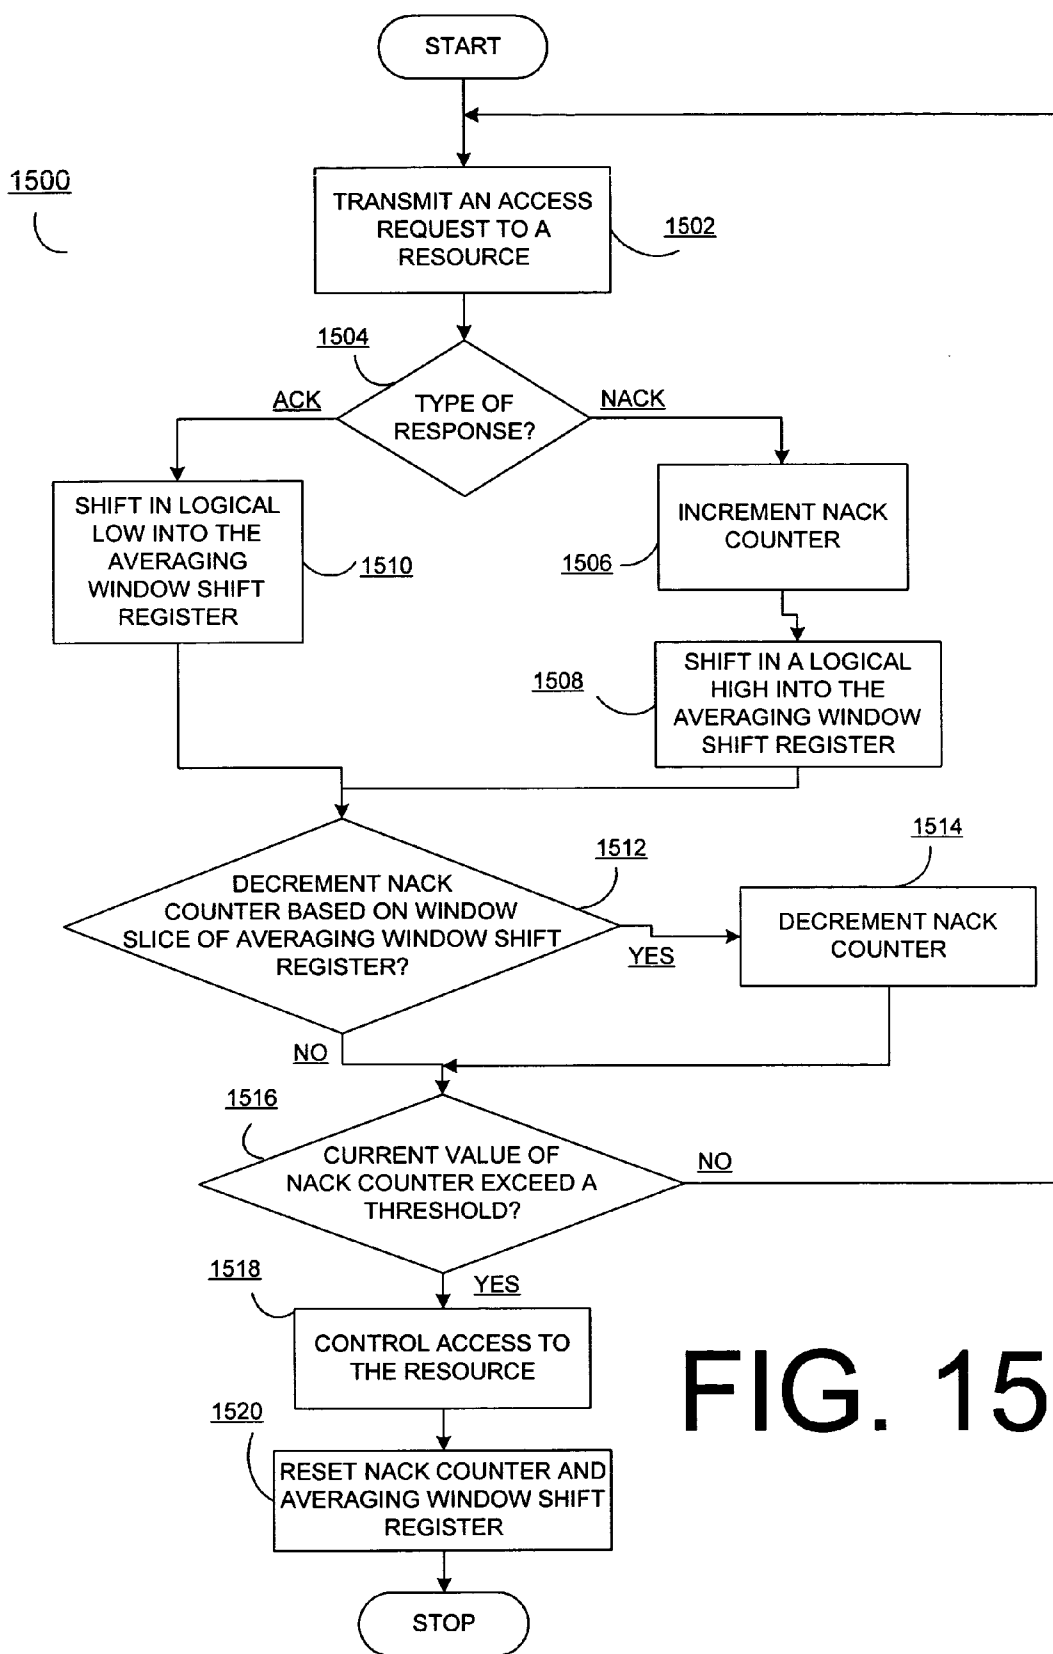 START
1500
TRANSMIT AN ACCESS
REQUEST TO A
RESOURCE
1502
1504
TYPE OF
RESPONSE?
ACK
NACK
SHIFT IN LOGICAL
LOW INTO THE
AVERAGING
WINDOW SHIFT
REGISTER
1510
INCREMENT NACK
COUNTER
1506
SHIFT IN A LOGICAL
HIGH INTO THE
AVERAGING WINDOW
SHIFT REGISTER
1508
DECREMENT NACK
COUNTER BASED ON WINDOW
SLICE OF AVERAGING WINDOW SHIFT
REGISTER?
1512
YES
1514
DECREMENT NACK
COUNTER
NO
1516
CURRENT VALUE OF
NACK COUNTER EXCEED A
THRESHOLD?
NO
YES
1518
CONTROL ACCESS TO
THE RESOURCE
1520
RESET NACK COUNTER AND
AVERAGING WINDOW SHIFT
REGISTER
STOP
FIG. 15